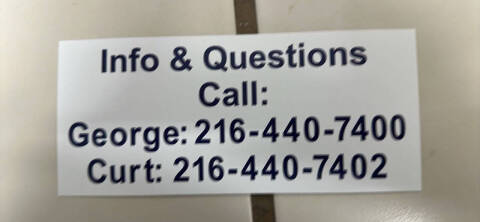 Info & Questions
Call:
George: 216-440-7400
Curt: 216-440-7402